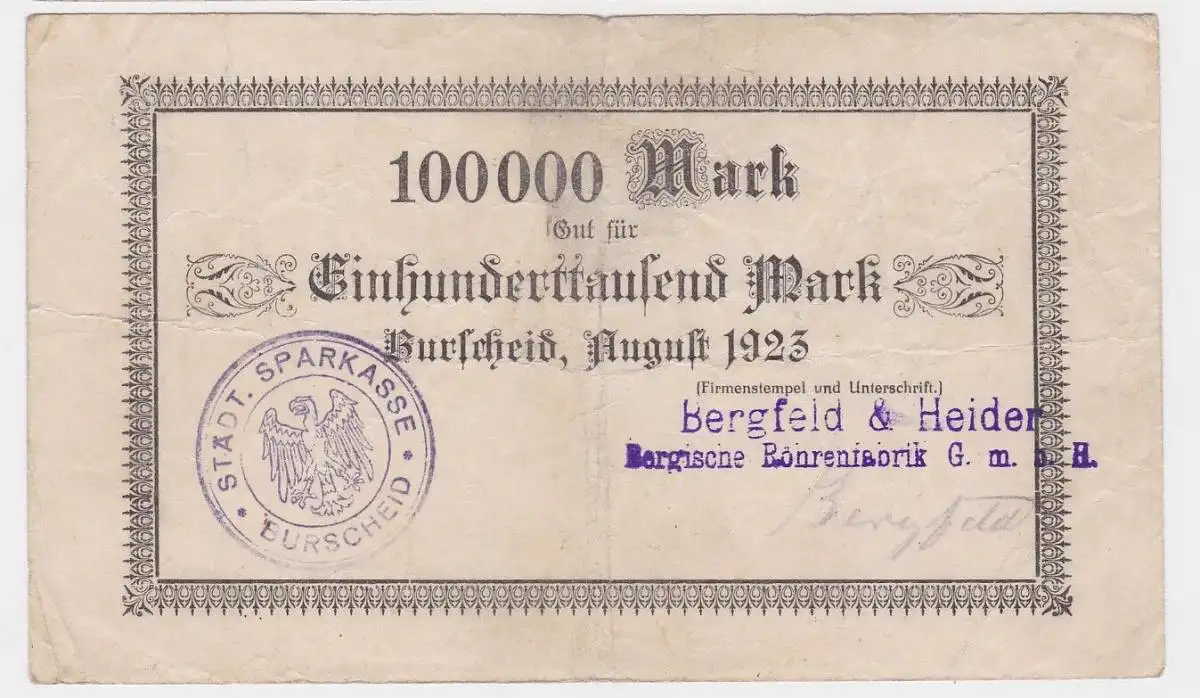 100000 Mark
Gut für
Einhunderttausend Mark
Burscheid, August 1923
(Firmenstempel und Unterschrift.)
Bergfeld & Heider
Bergische Röhrenfabrik G. m. b. H.
Bergfeld
STÄDT. SPARKASSE
* BURSCHEID *